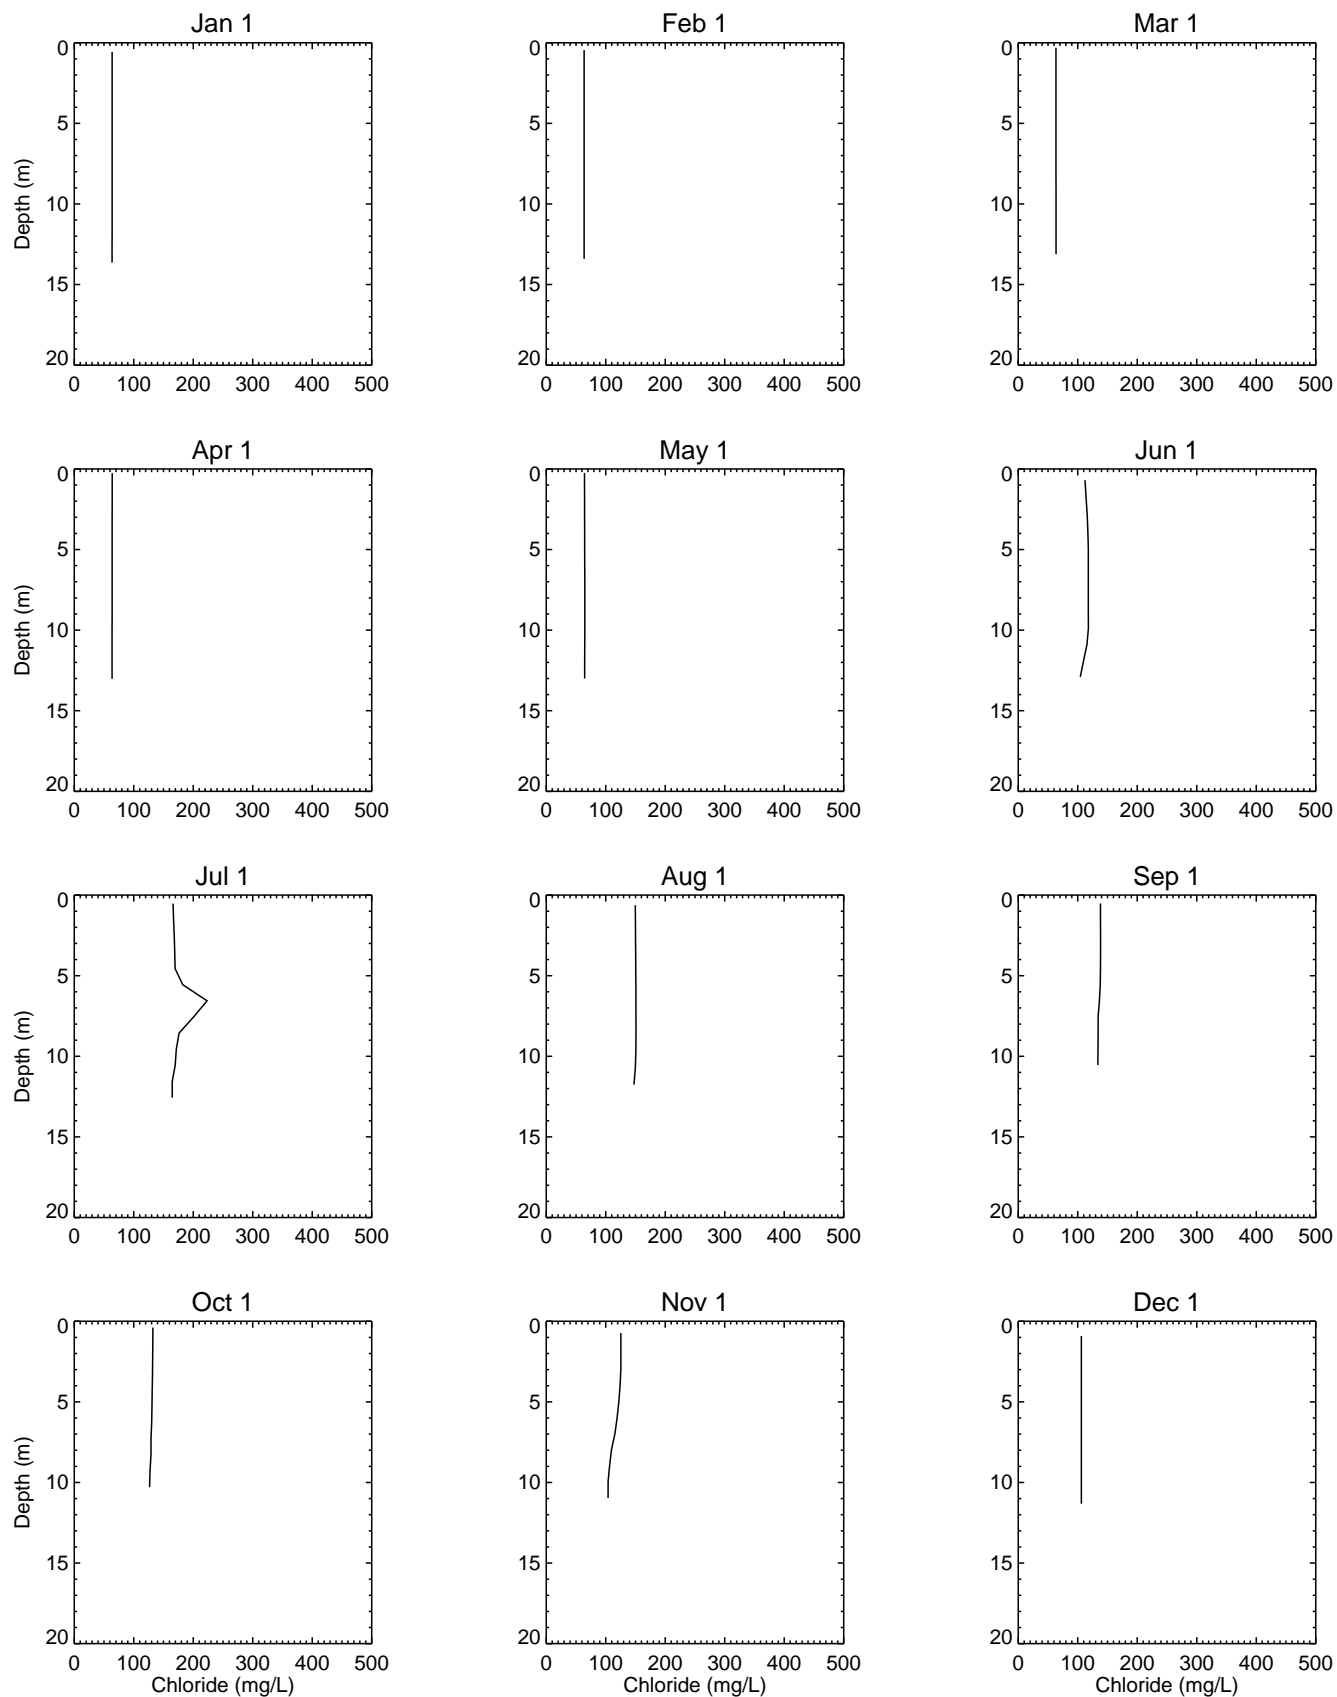 Jan 1 Feb 1 Mar 1
0 0 0
5 5 5
Depth (m)
10 10 10
15 15 15
20 20 20
0 100 200 300 400 500 0 100 200 300 400 500 0 100 200 300 400 500
Apr 1 May 1 Jun 1
0 0 0
5 5 5
Depth (m)
10 10 10
15 15 15
20 20 20
0 100 200 300 400 500 0 100 200 300 400 500 0 100 200 300 400 500
Jul 1 Aug 1 Sep 1
0 0 0
5 5 5
Depth (m)
10 10 10
15 15 15
20 20 20
0 100 200 300 400 500 0 100 200 300 400 500 0 100 200 300 400 500
Oct 1 Nov 1 Dec 1
0 0 0
5 5 5
Depth (m)
10 10 10
15 15 15
20 20 20
0 100 200 300 400 500 0 100 200 300 400 500 0 100 200 300 400 500
Chloride (mg/L) Chloride (mg/L) Chloride (mg/L)